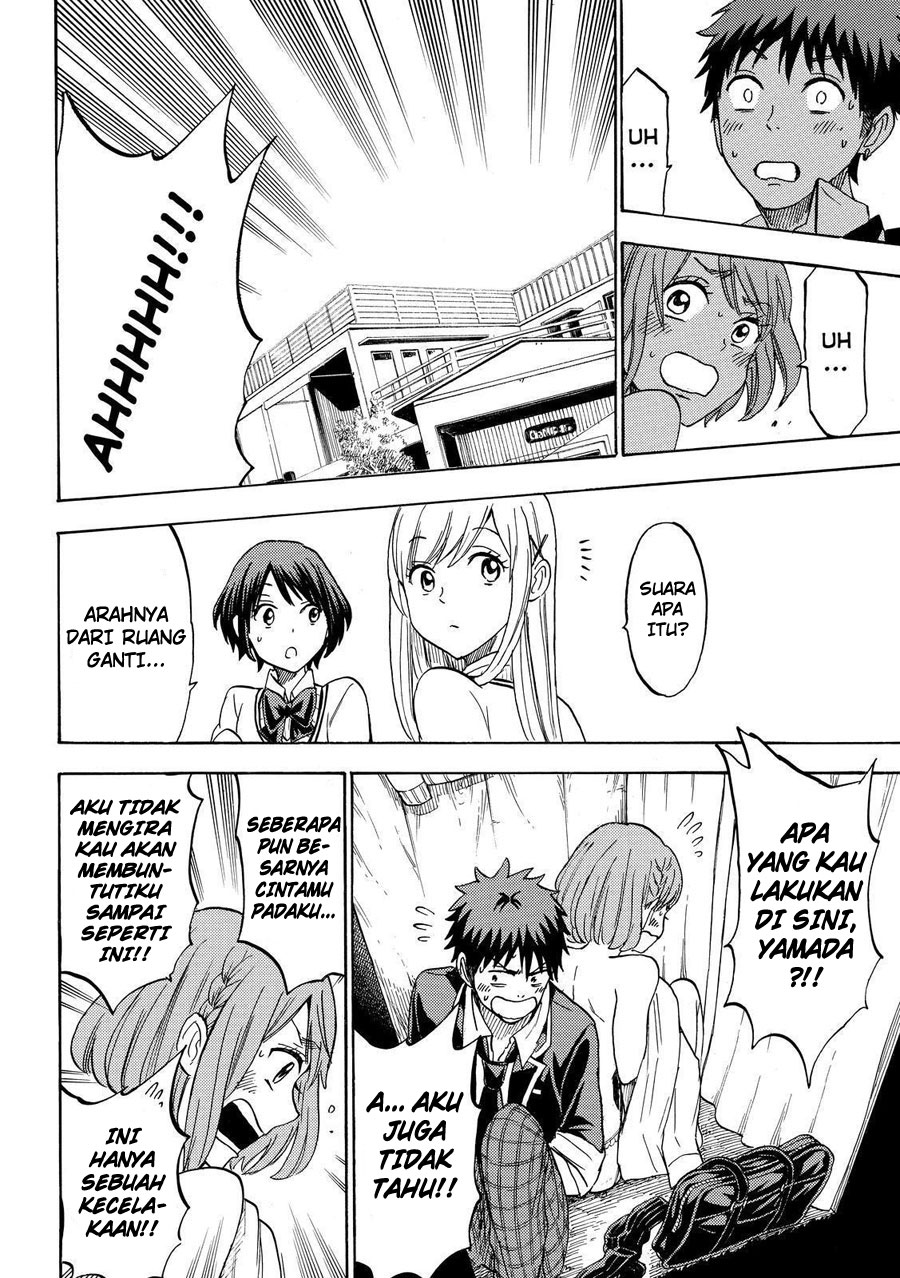 UH
...
UH
...
AHHHHH!!!
SUARA
APA
ITU?
ARAHNYA
DARI RUANG
GANTI...
APA
YANG KAU
LAKUKAN
DI SINI,
YAMADA
?!!
A... AKU
JUGA
TIDAK
TAHU!!
SEBERAPA
PUN BE-
SARNYA
CINTAMU
PADAKU...
AKU TIDAK
MENGIRA
KAU AKAN
MEMBUN-
TUTIKU
SAMPAI
SEPERTI
INI!!
INI
HANYA
SEBUAH
KECELA-
KAAN!!